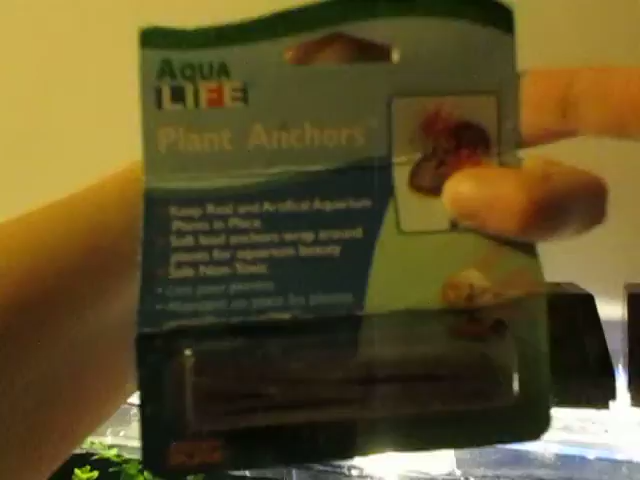 AQUA
LIFE
Plant Anchors
Keep Real and Artificial Aquarium
Plants in Place.
Soft lead anchors wrap around
plants for aquarium beauty
Safe Non-Toxic